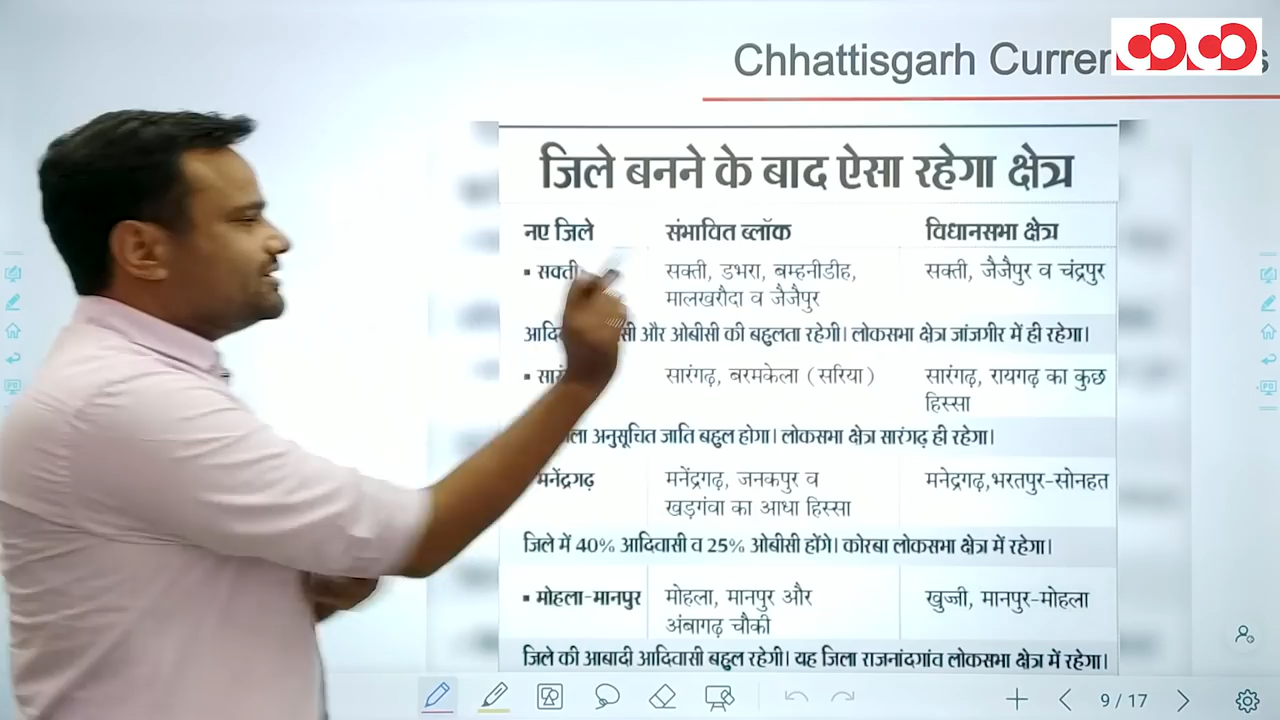 Chhattisgarh Curren
जिले बनने के बाद ऐसा रहेगा क्षेत्र
नए जिले संभावित ब्लॉक विधानसभा क्षेत्र
▪ सक्ती सक्ती, डभरा, बम्हनीडीह, सक्ती, जैजैपुर व चंद्रपुर
मालखरौदा व जैजैपुर
और ओबीसी की बहुलता रहेगी। लोकसभा क्षेत्र जांजगीर में ही रहेगा।
सारंगढ़, बरमकेला (सरिया) सारंगढ़, रायगढ़ का कुछ
हिस्सा
अनुसूचित जाति बहुल होगा। लोकसभा क्षेत्र सारंगढ़ ही रहेगा।
मनेंद्रगढ़ मनेंद्रगढ़, जनकपुर व मनेद्रगढ़,भरतपुर-सोनहत
खड़गंवा का आधा हिस्सा
जिले में 40% आदिवासी व 25% ओबीसी होंगे। कोरबा लोकसभा क्षेत्र में रहेगा।
▪ मोहला-मानपुर मोहला, मानपुर और खुज्जी, मानपुर-मोहला
अंबागढ़ चौकी
जिले की आबादी आदिवासी बहुल रहेगी। यह जिला राजनांदगांव लोकसभा क्षेत्र में रहेगा।
9 / 17